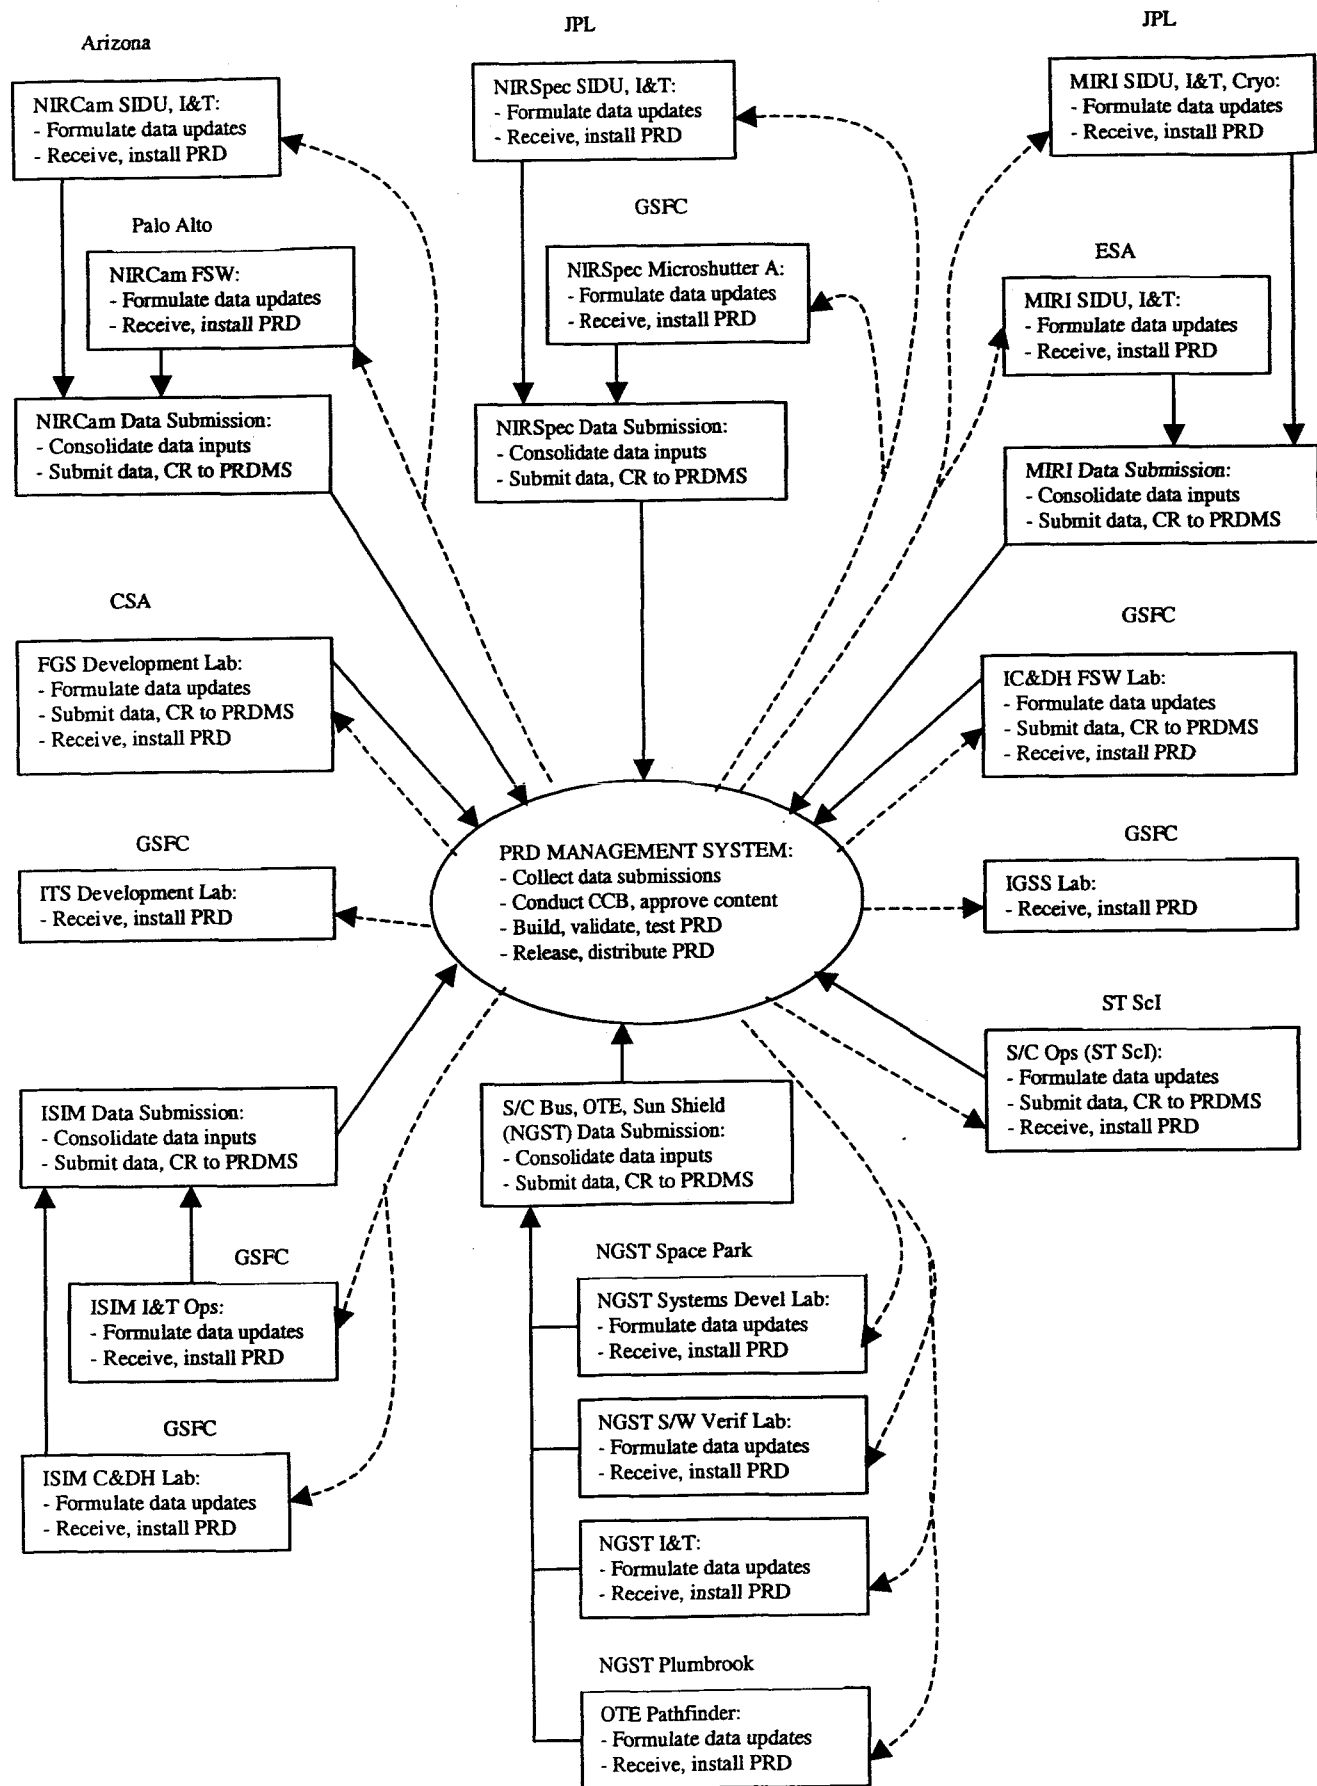 Arizona
NIRCam SIDU, I&T:
- Formulate data updates
- Receive, install PRD
Palo Alto
NIRCam FSW:
- Formulate data updates
- Receive, install PRD
NIRCam Data Submission:
- Consolidate data inputs
- Submit data, CR to PRDMS
JPL
NIRSpec SIDU, I&T:
- Formulate data updates
- Receive, install PRD
GSFC
NIRSpec Microshutter A:
- Formulate data updates
- Receive, install PRD
NIRSpec Data Submission:
- Consolidate data inputs
- Submit data, CR to PRDMS
JPL
MIRI SIDU, I&T, Cryo:
- Formulate data updates
- Receive, install PRD
ESA
MIRI SIDU, I&T:
- Formulate data updates
- Receive, install PRD
MIRI Data Submission:
- Consolidate data inputs
- Submit data, CR to PRDMS
CSA
FGS Development Lab:
- Formulate data updates
- Submit data, CR to PRDMS
- Receive, install PRD
GSFC
IC&DH FSW Lab:
- Formulate data updates
- Submit data, CR to PRDMS
- Receive, install PRD
GSFC
ITS Development Lab:
- Receive, install PRD
PRD MANAGEMENT SYSTEM:
- Collect data submissions
- Conduct CCB, approve content
- Build, validate, test PRD
- Release, distribute PRD
GSFC
IGSS Lab:
- Receive, install PRD
ST ScI
S/C Ops (ST ScI):
- Formulate data updates
- Submit data, CR to PRDMS
- Receive, install PRD
ISIM Data Submission:
- Consolidate data inputs
- Submit data, CR to PRDMS
GSFC
ISIM I&T Ops:
- Formulate data updates
- Receive, install PRD
GSFC
ISIM C&DH Lab:
- Formulate data updates
- Receive, install PRD
S/C Bus, OTE, Sun Shield
(NGST) Data Submission:
- Consolidate data inputs
- Submit data, CR to PRDMS
NGST Space Park
NGST Systems Devel Lab:
- Formulate data updates
- Receive, install PRD
NGST S/W Verif Lab:
- Formulate data updates
- Receive, install PRD
NGST I&T:
- Formulate data updates
- Receive, install PRD
NGST Plumbrook
OTE Pathfinder:
- Formulate data updates
- Receive, install PRD